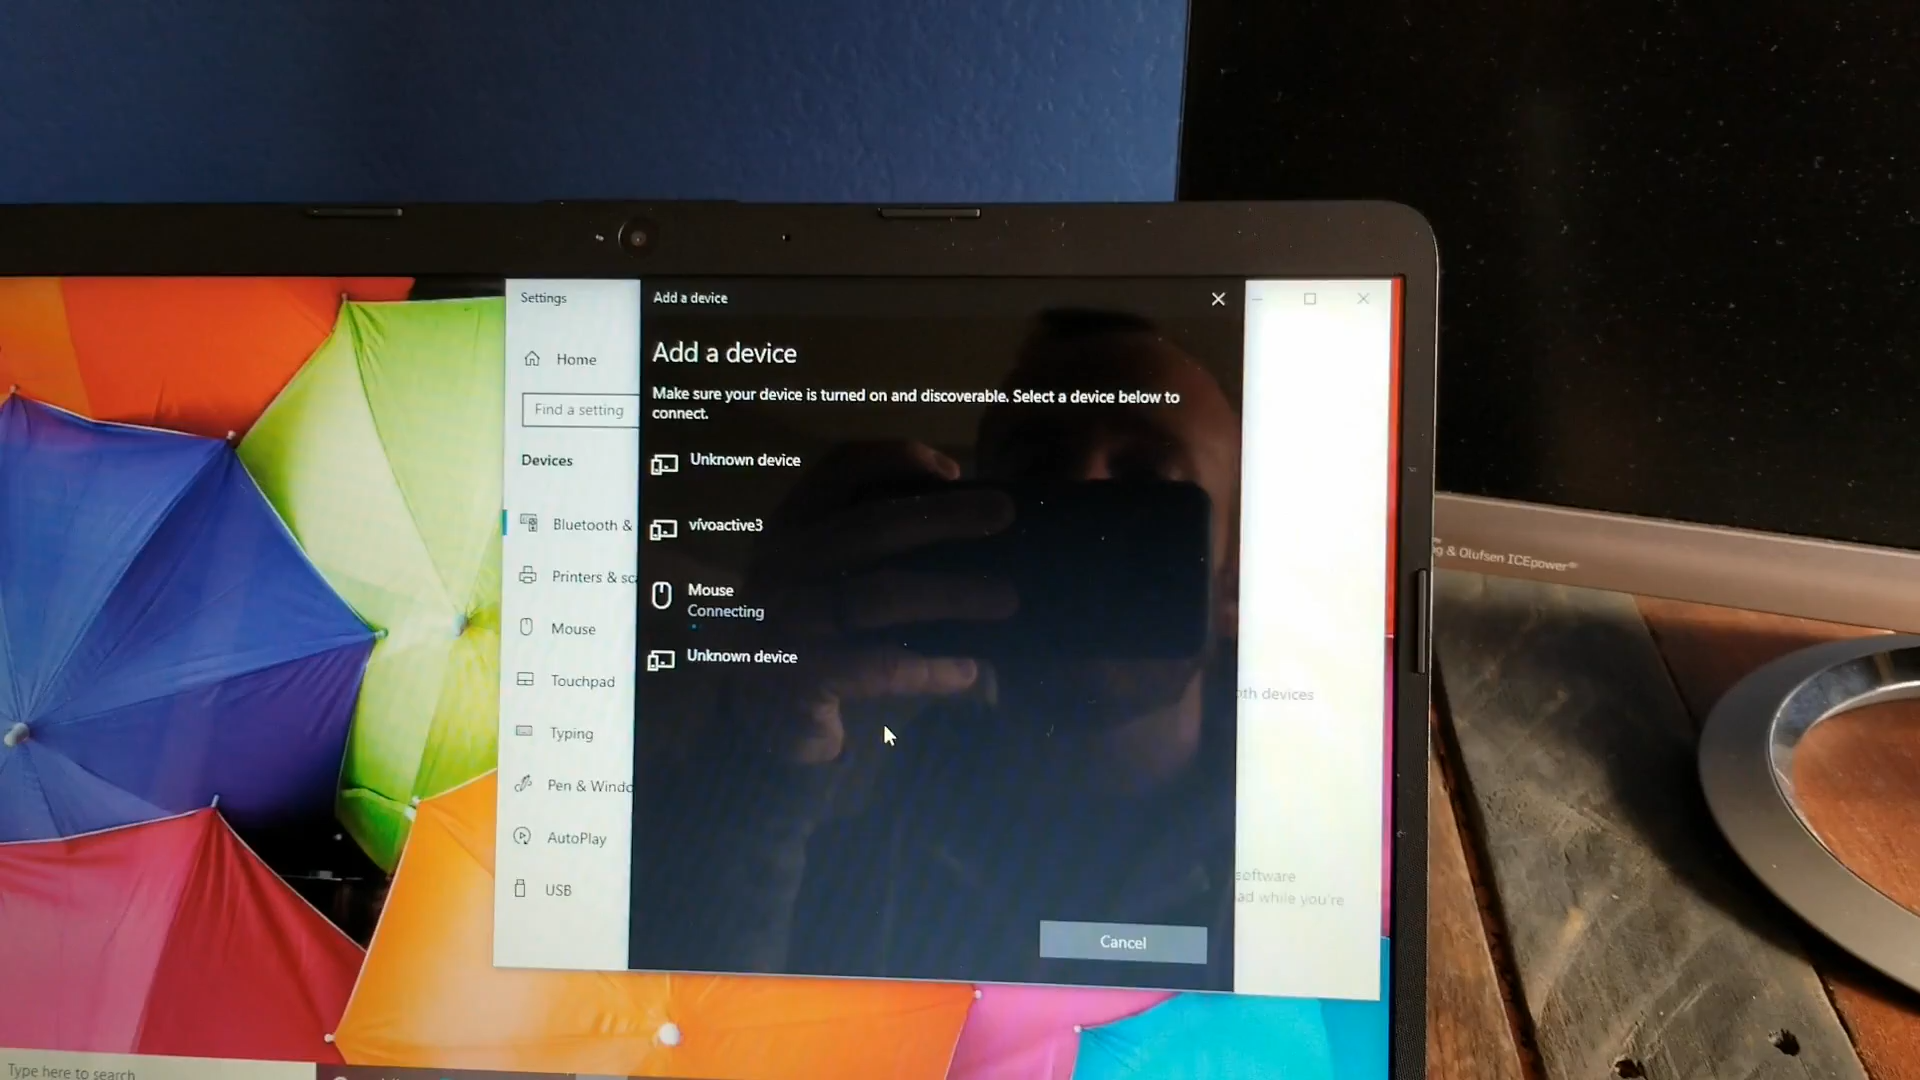 Settings
Home
Find a setting
Devices
Bluetooth &
Printers & sc
Mouse
Touchpad
Typing
Pen & Windo
AutoPlay
USB
Add a device
Add a device
Make sure your device is turned on and discoverable. Select a device below to
connect.
Unknown device
vívoactive3
Mouse
Connecting
Unknown device
Cancel
oth devices
software
ad while you're
Type here to search
g & Olufsen ICEpower®